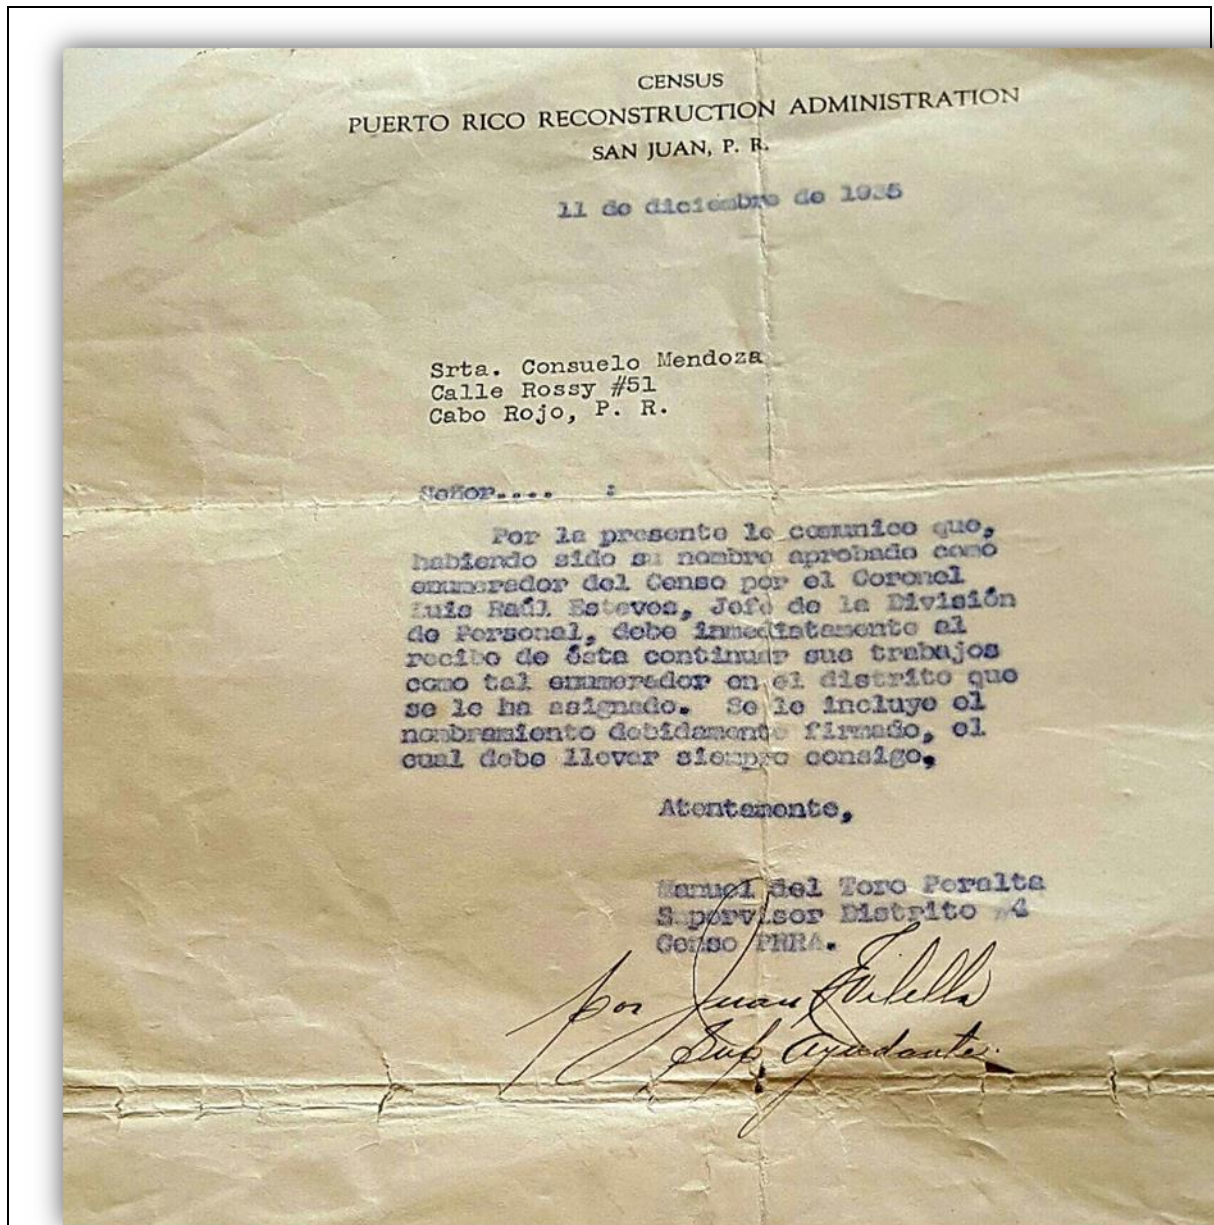 CENSUS
PUERTO RICO RECONSTRUCTION ADMINISTRATION
SAN JUAN, P. R.
11 de diciembre de 1935
Srta. Consuelo Mendoza
Calle Rossy #51
Cabo Rojo, P. R.
Señor.... :
Por la presente le comunico que,
habiendo sido su nombre aprobado como
enumerador del Censo por el Coronel
Luis Raúl Esteves, Jefe de la División
de Personal, debe inmediatamente al
recibo de ésta continuar sus trabajos
como tal enumerador en el distrito que
se le ha asignado. Se le incluye el
nombramiento debidamente firmado, el
cual debe llevar siempre consigo.
Atentamente,
Manuel del Toro Peralta
Supervisor Distrito #4
Censo PRRA.
por Juan Vilella
Sup. Ayudante.